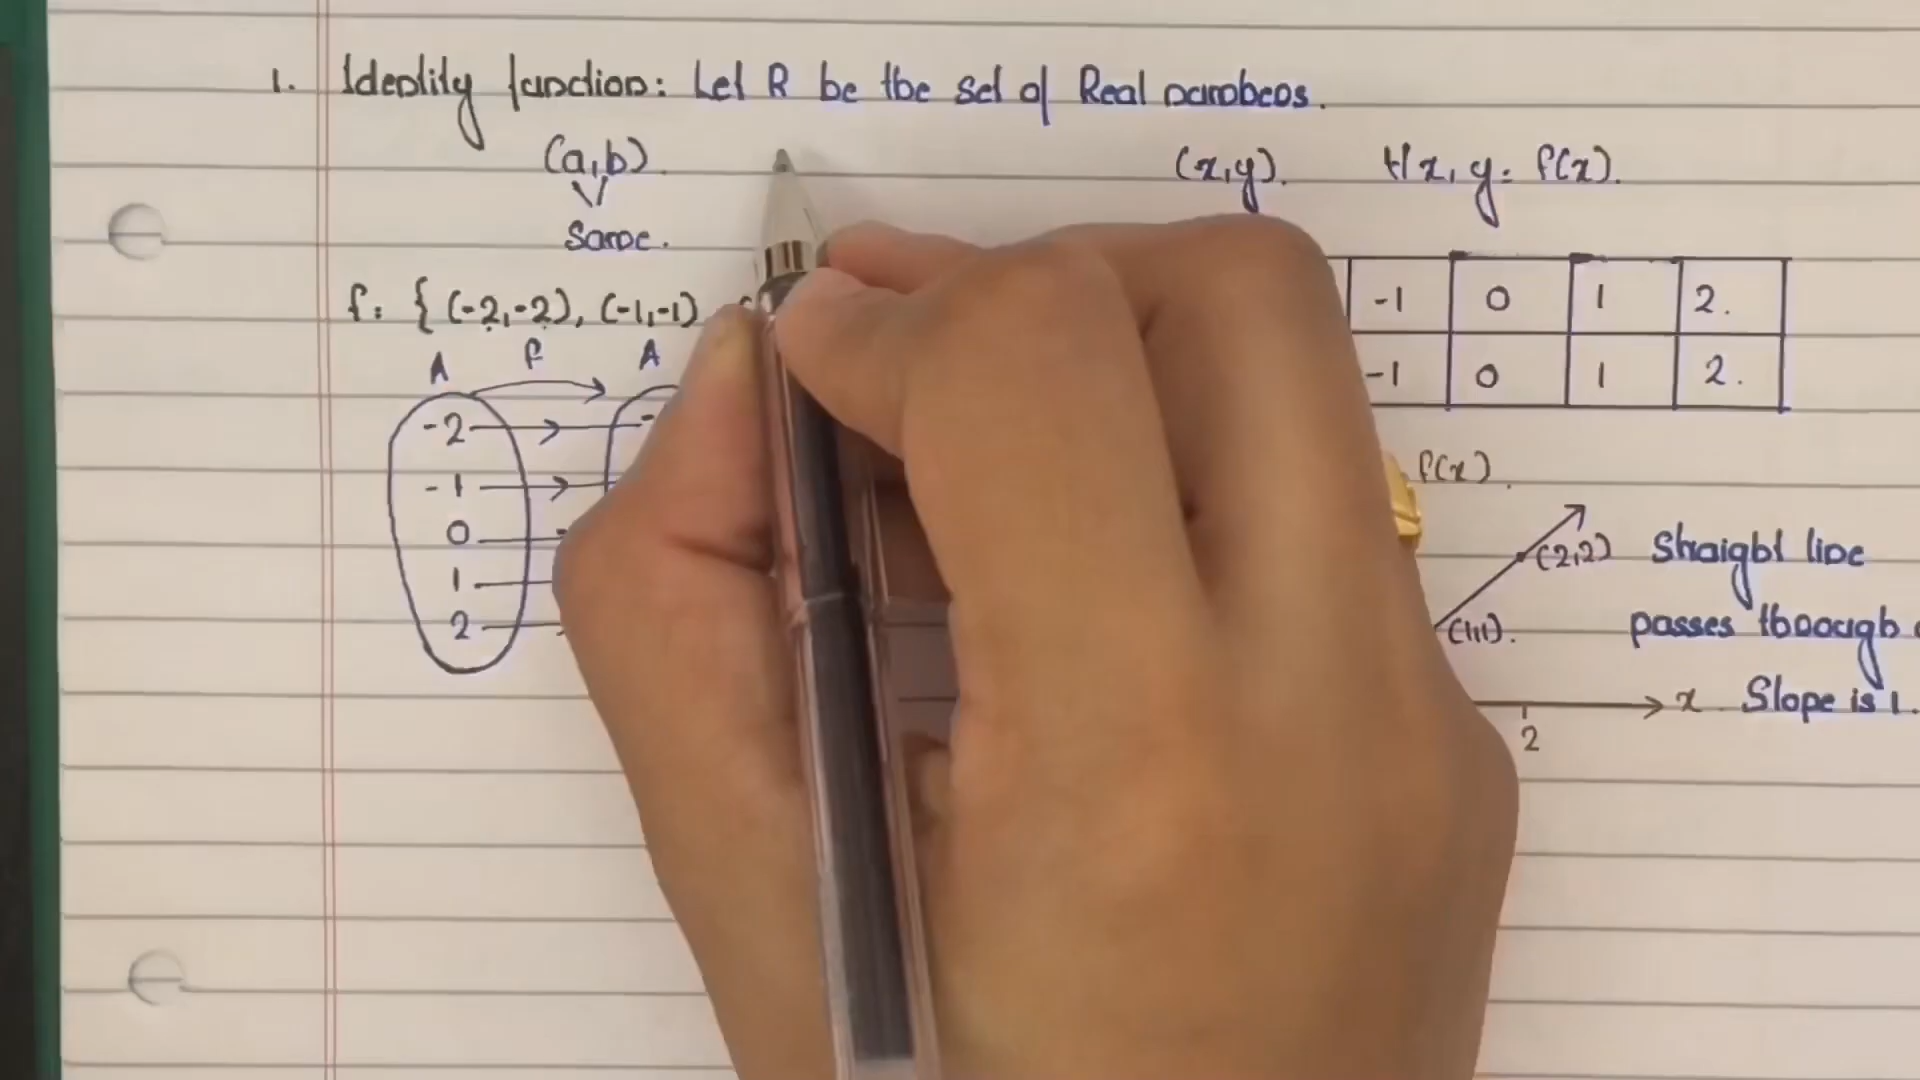 1. Identity function: Let R be the set of Real numbers.
(a,b).
Same.
(x,y). ∀ x, y = f(x).
f: { (-2,-2), (-1,-1)
-1 0 1 2.
-1 0 1 2.
A f A
-2
-1
0
1
2
f(x).
(2,2)
(1,1).
Straight line
passes through
x. Slope is 1.
2